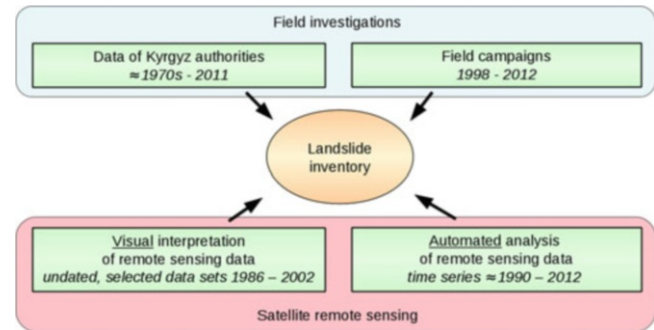 Field investigations
Data of Kyrgyz authorities
≈1970s - 2011
Field campaigns
1998 - 2012
Landslide
inventory
Visual interpretation
of remote sensing data
undated, selected data sets 1986 – 2002
Automated analysis
of remote sensing data
time series ≈1990 – 2012
Satellite remote sensing